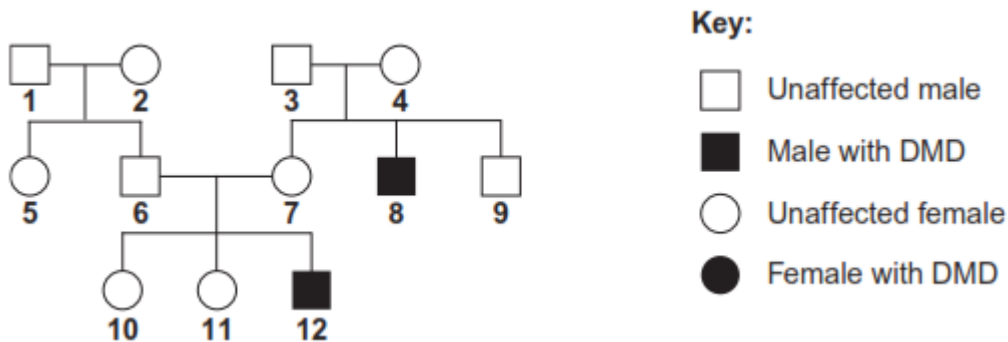 Key:
1 2 3 4
Unaffected male
Male with DMD
5 6 7 8 9
Unaffected female
Female with DMD
10 11 12